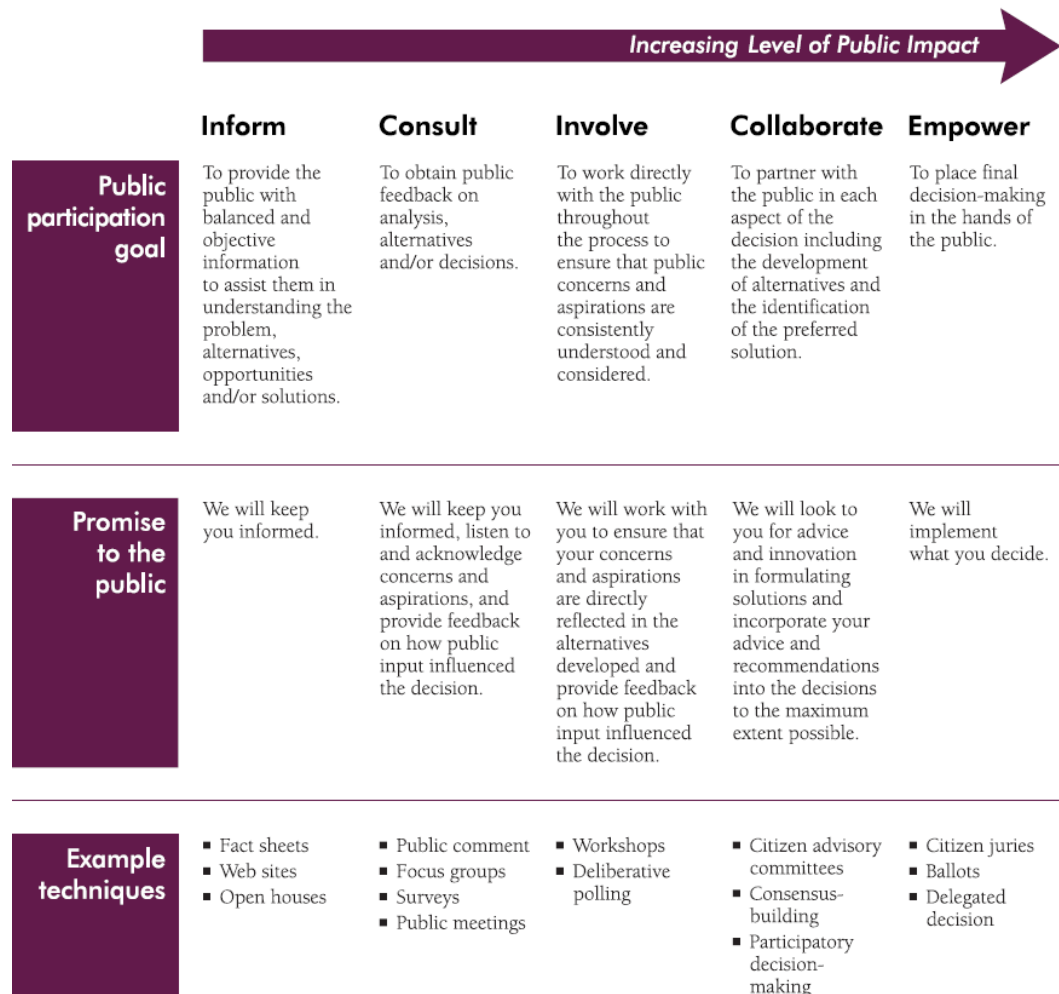 Increasing Level of Public Impact
Inform
Consult
Involve
Collaborate
Empower
Public
participation
goal
To provide the
public with
balanced and
objective
information
to assist them in
understanding the
problem,
alternatives,
opportunities
and/or solutions.
To obtain public
feedback on
analysis,
alternatives
and/or decisions.
To work directly
with the public
throughout
the process to
ensure that public
concerns and
aspirations are
consistently
understood and
considered.
To partner with
the public in each
aspect of the
decision including
the development
of alternatives and
the identification
of the preferred
solution.
To place final
decision-making
in the hands of
the public.
Promise
to the
public
We will keep
you informed.
We will keep you
informed, listen to
and acknowledge
concerns and
aspirations, and
provide feedback
on how public
input influenced
the decision.
We will work with
you to ensure that
your concerns
and aspirations
are directly
reflected in the
alternatives
developed and
provide feedback
on how public
input influenced
the decision.
We will look to
you for advice
and innovation
in formulating
solutions and
incorporate your
advice and
recommendations
into the decisions
to the maximum
extent possible.
We will
implement
what you decide.
Example
techniques
▪ Fact sheets
▪ Web sites
▪ Open houses
▪ Public comment
▪ Focus groups
▪ Surveys
▪ Public meetings
▪ Workshops
▪ Deliberative
polling
▪ Citizen advisory
committees
▪ Consensus-
building
▪ Participatory
decision-
making
▪ Citizen juries
▪ Ballots
▪ Delegated
decision